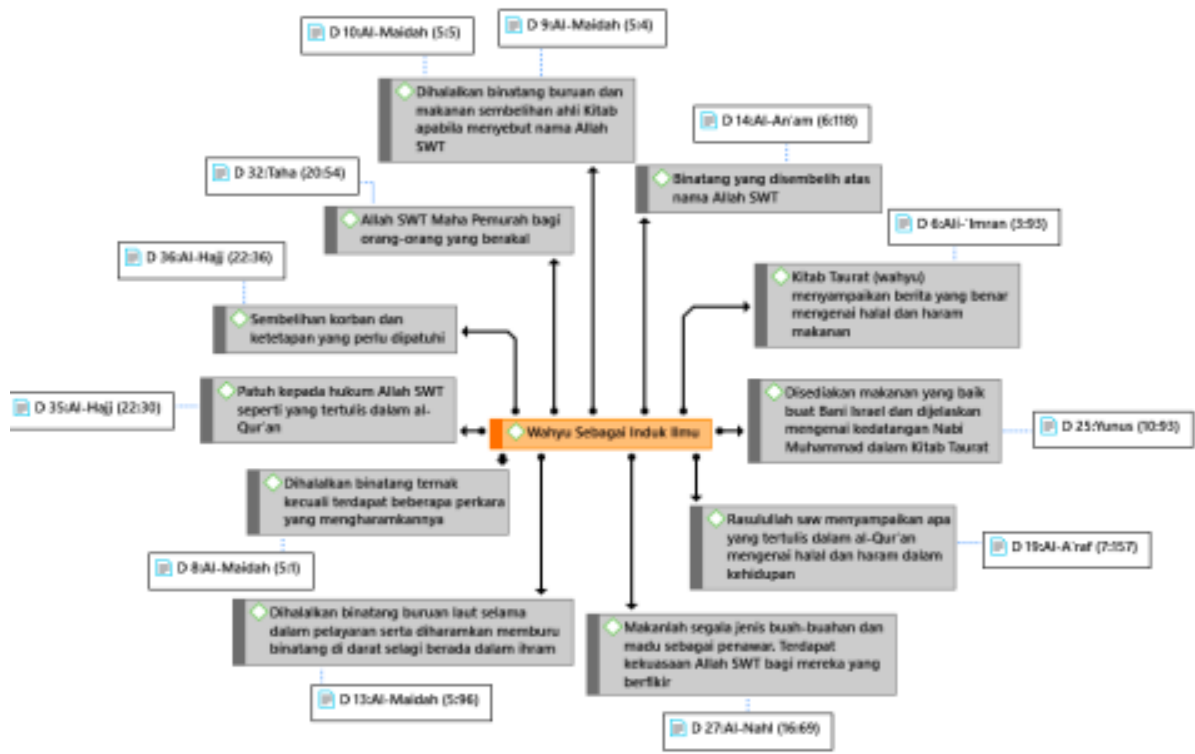 D 10:Al-Maidah (5:5)
D 9:Al-Maidah (5:4)
Dihalalkan binatang buruan dan
makanan sembelihan ahli Kitab
apabila menyebut nama Allah
SWT
D 14:Al-An'am (6:118)
Binatang yang disembelih atas
nama Allah SWT
D 32:Taha (20:54)
Allah SWT Maha Pemurah bagi
orang-orang yang berakal
D 6:Ali-'Imran (3:93)
Kitab Taurat (wahyu)
menyampaikan berita yang benar
mengenai halal dan haram
makanan
D 36:Al-Hajj (22:36)
Sembelihan korban dan
ketetapan yang perlu dipatuhi
Patuh kepada hukum Allah SWT
seperti yang tertulis dalam al-
Qur'an
D 35:Al-Hajj (22:30)
Wahyu Sebagai Induk Ilmu
Disediakan makanan yang baik
buat Bani Israel dan dijelaskan
mengenai kedatangan Nabi
Muhammad dalam Kitab Taurat
D 25:Yunus (10:93)
Dihalalkan binatang ternak
kecuali terdapat beberapa perkara
yang mengharamkannya
D 8:Al-Maidah (5:1)
Rasulullah saw menyampaikan apa
yang tertulis dalam al-Qur'an
mengenai halal dan haram dalam
kehidupan
D 19:Al-A'raf (7:157)
Dihalalkan binatang buruan laut selama
dalam pelayaran serta diharamkan memburu
binatang di darat selagi berada dalam ihram
D 13:Al-Maidah (5:96)
Makanlah segala jenis buah-buahan dan
madu sebagai penawar. Terdapat
kekuasaan Allah SWT bagi mereka yang
berfikir
D 27:Al-Nahl (16:69)